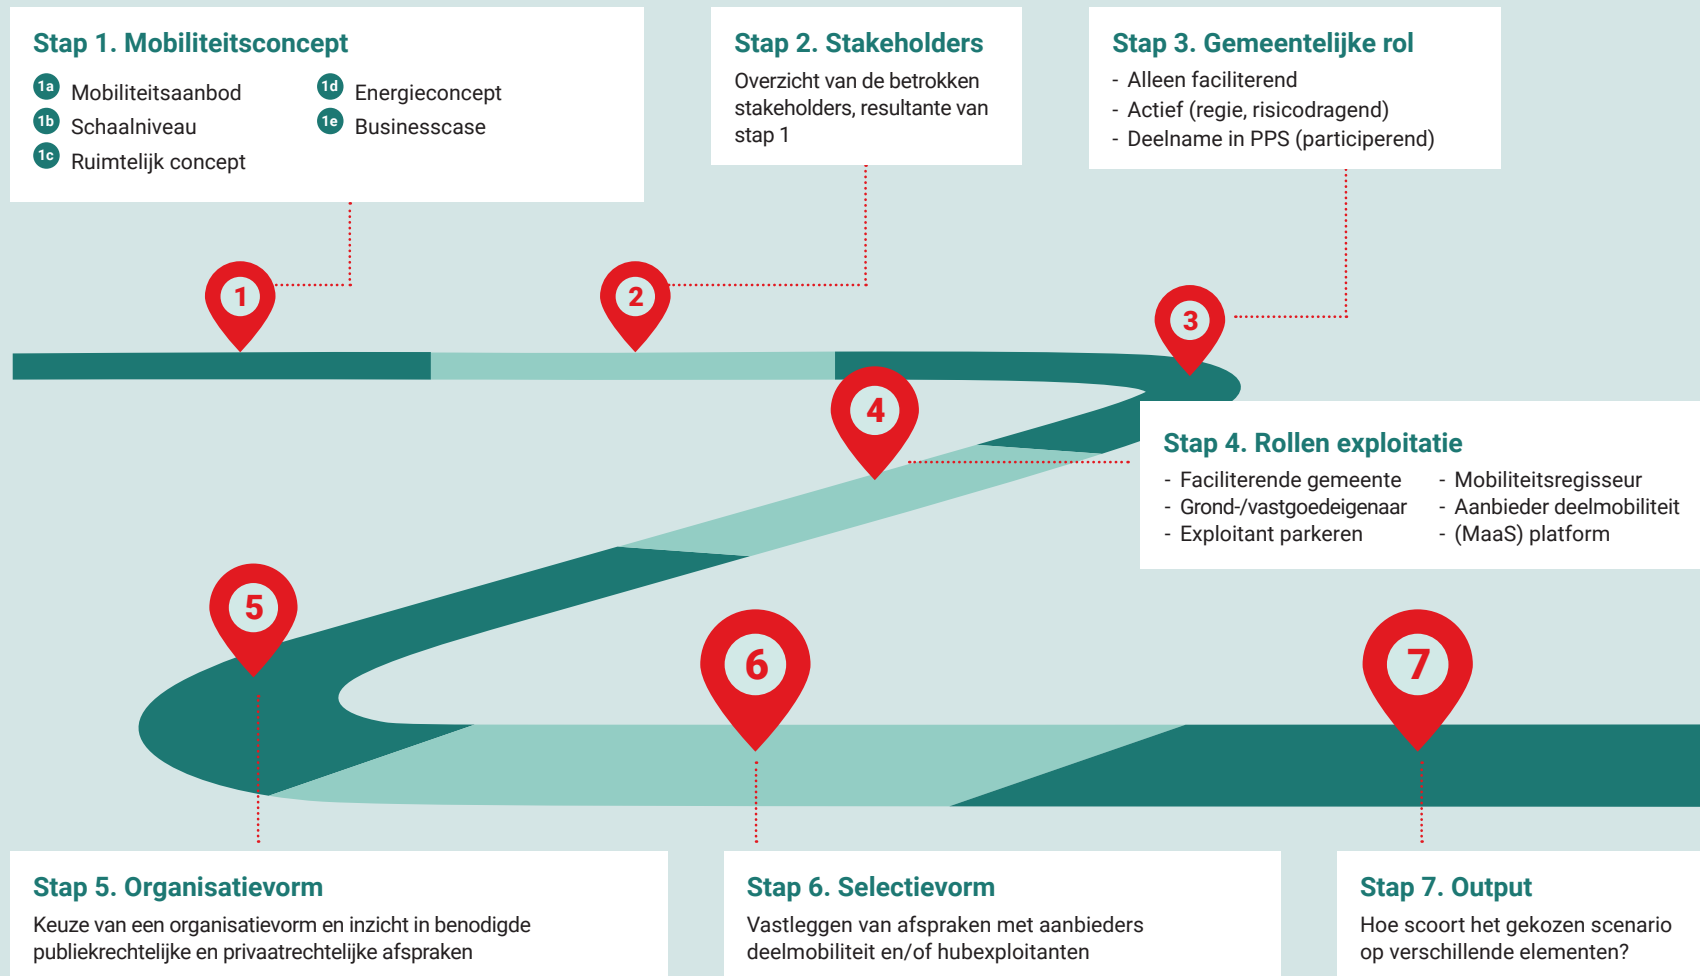 Stap 1. Mobiliteitsconcept
1a Mobiliteitsaanbod
1b Schaalniveau
1c Ruimtelijk concept
1d Energieconcept
1e Businesscase
Stap 2. Stakeholders
Overzicht van de betrokken
stakeholders, resultante van
stap 1
Stap 3. Gemeentelijke rol
- Alleen faciliterend
- Actief (regie, risicodragend)
- Deelname in PPS (participerend)
1
2
3
4
Stap 4. Rollen exploitatie
- Faciliterende gemeente
- Grond-/vastgoedeigenaar
- Exploitant parkeren
- Mobiliteitsregisseur
- Aanbieder deelmobiliteit
- (MaaS) platform
5
6
7
Stap 5. Organisatievorm
Keuze van een organisatievorm en inzicht in benodigde
publiekrechtelijke en privaatrechtelijke afspraken
Stap 6. Selectievorm
Vastleggen van afspraken met aanbieders
deelmobiliteit en/of hubexploitanten
Stap 7. Output
Hoe scoort het gekozen scenario
op verschillende elementen?